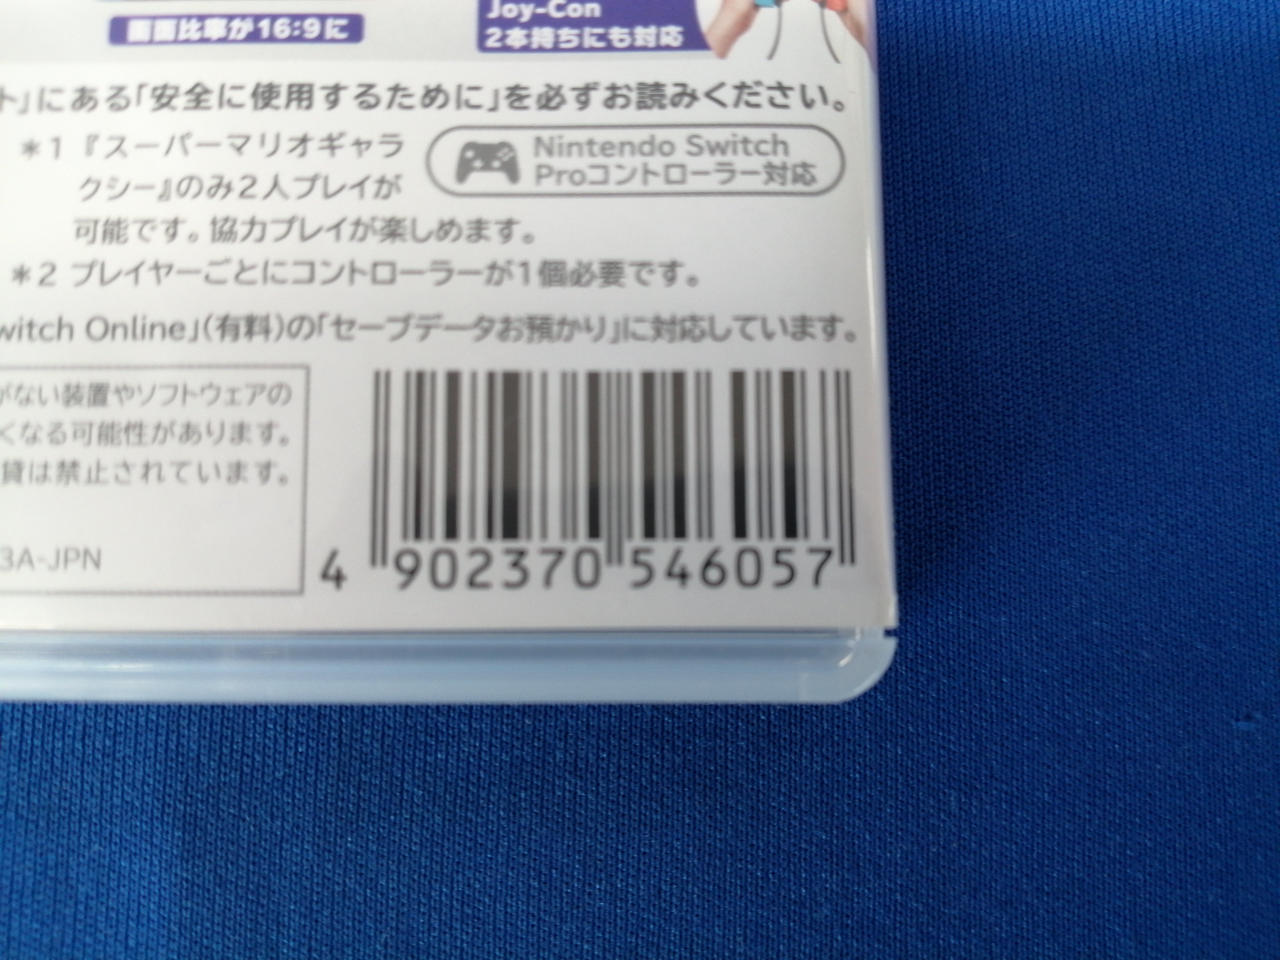 画面比率が16:9に
Joy-Con
2本持ちにも対応
ト」にある「安全に使用するために」を必ずお読みください。
＊1『スーパーマリオギャラ
クシー』のみ2人プレイが
可能です。協力プレイが楽しめます。
Nintendo Switch
Proコントローラー対応
＊2 プレイヤーごとにコントローラーが1個必要です。
witch Online」(有料)の「セーブデータお預かり」に対応しています。
がない装置やソフトウェアの
くなる可能性があります。
貸は禁止されています。
3A-JPN
4 902370 546057